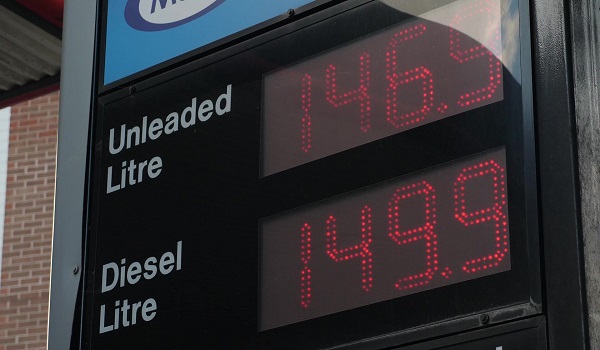 Unleaded
Litre
146.9
Diesel
Litre
149.9